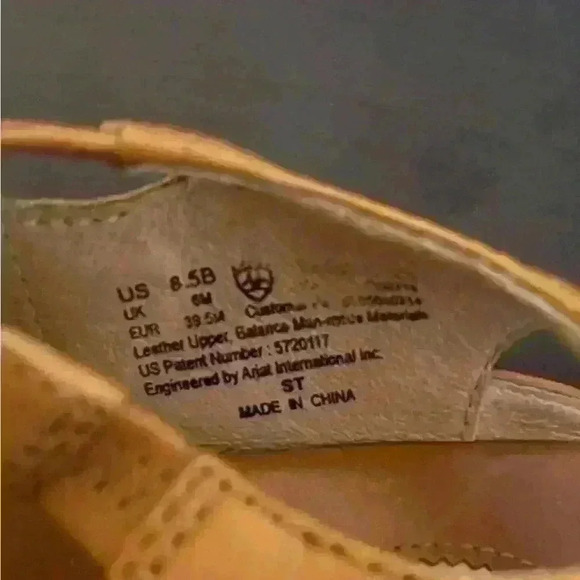 US 8.5B
UK 6M
EUR 39.5M Customer
Leather Upper, Balance Man-made Materials
US Patent Number : 5720117
Engineered by Ariat International Inc.
ST
MADE IN CHINA